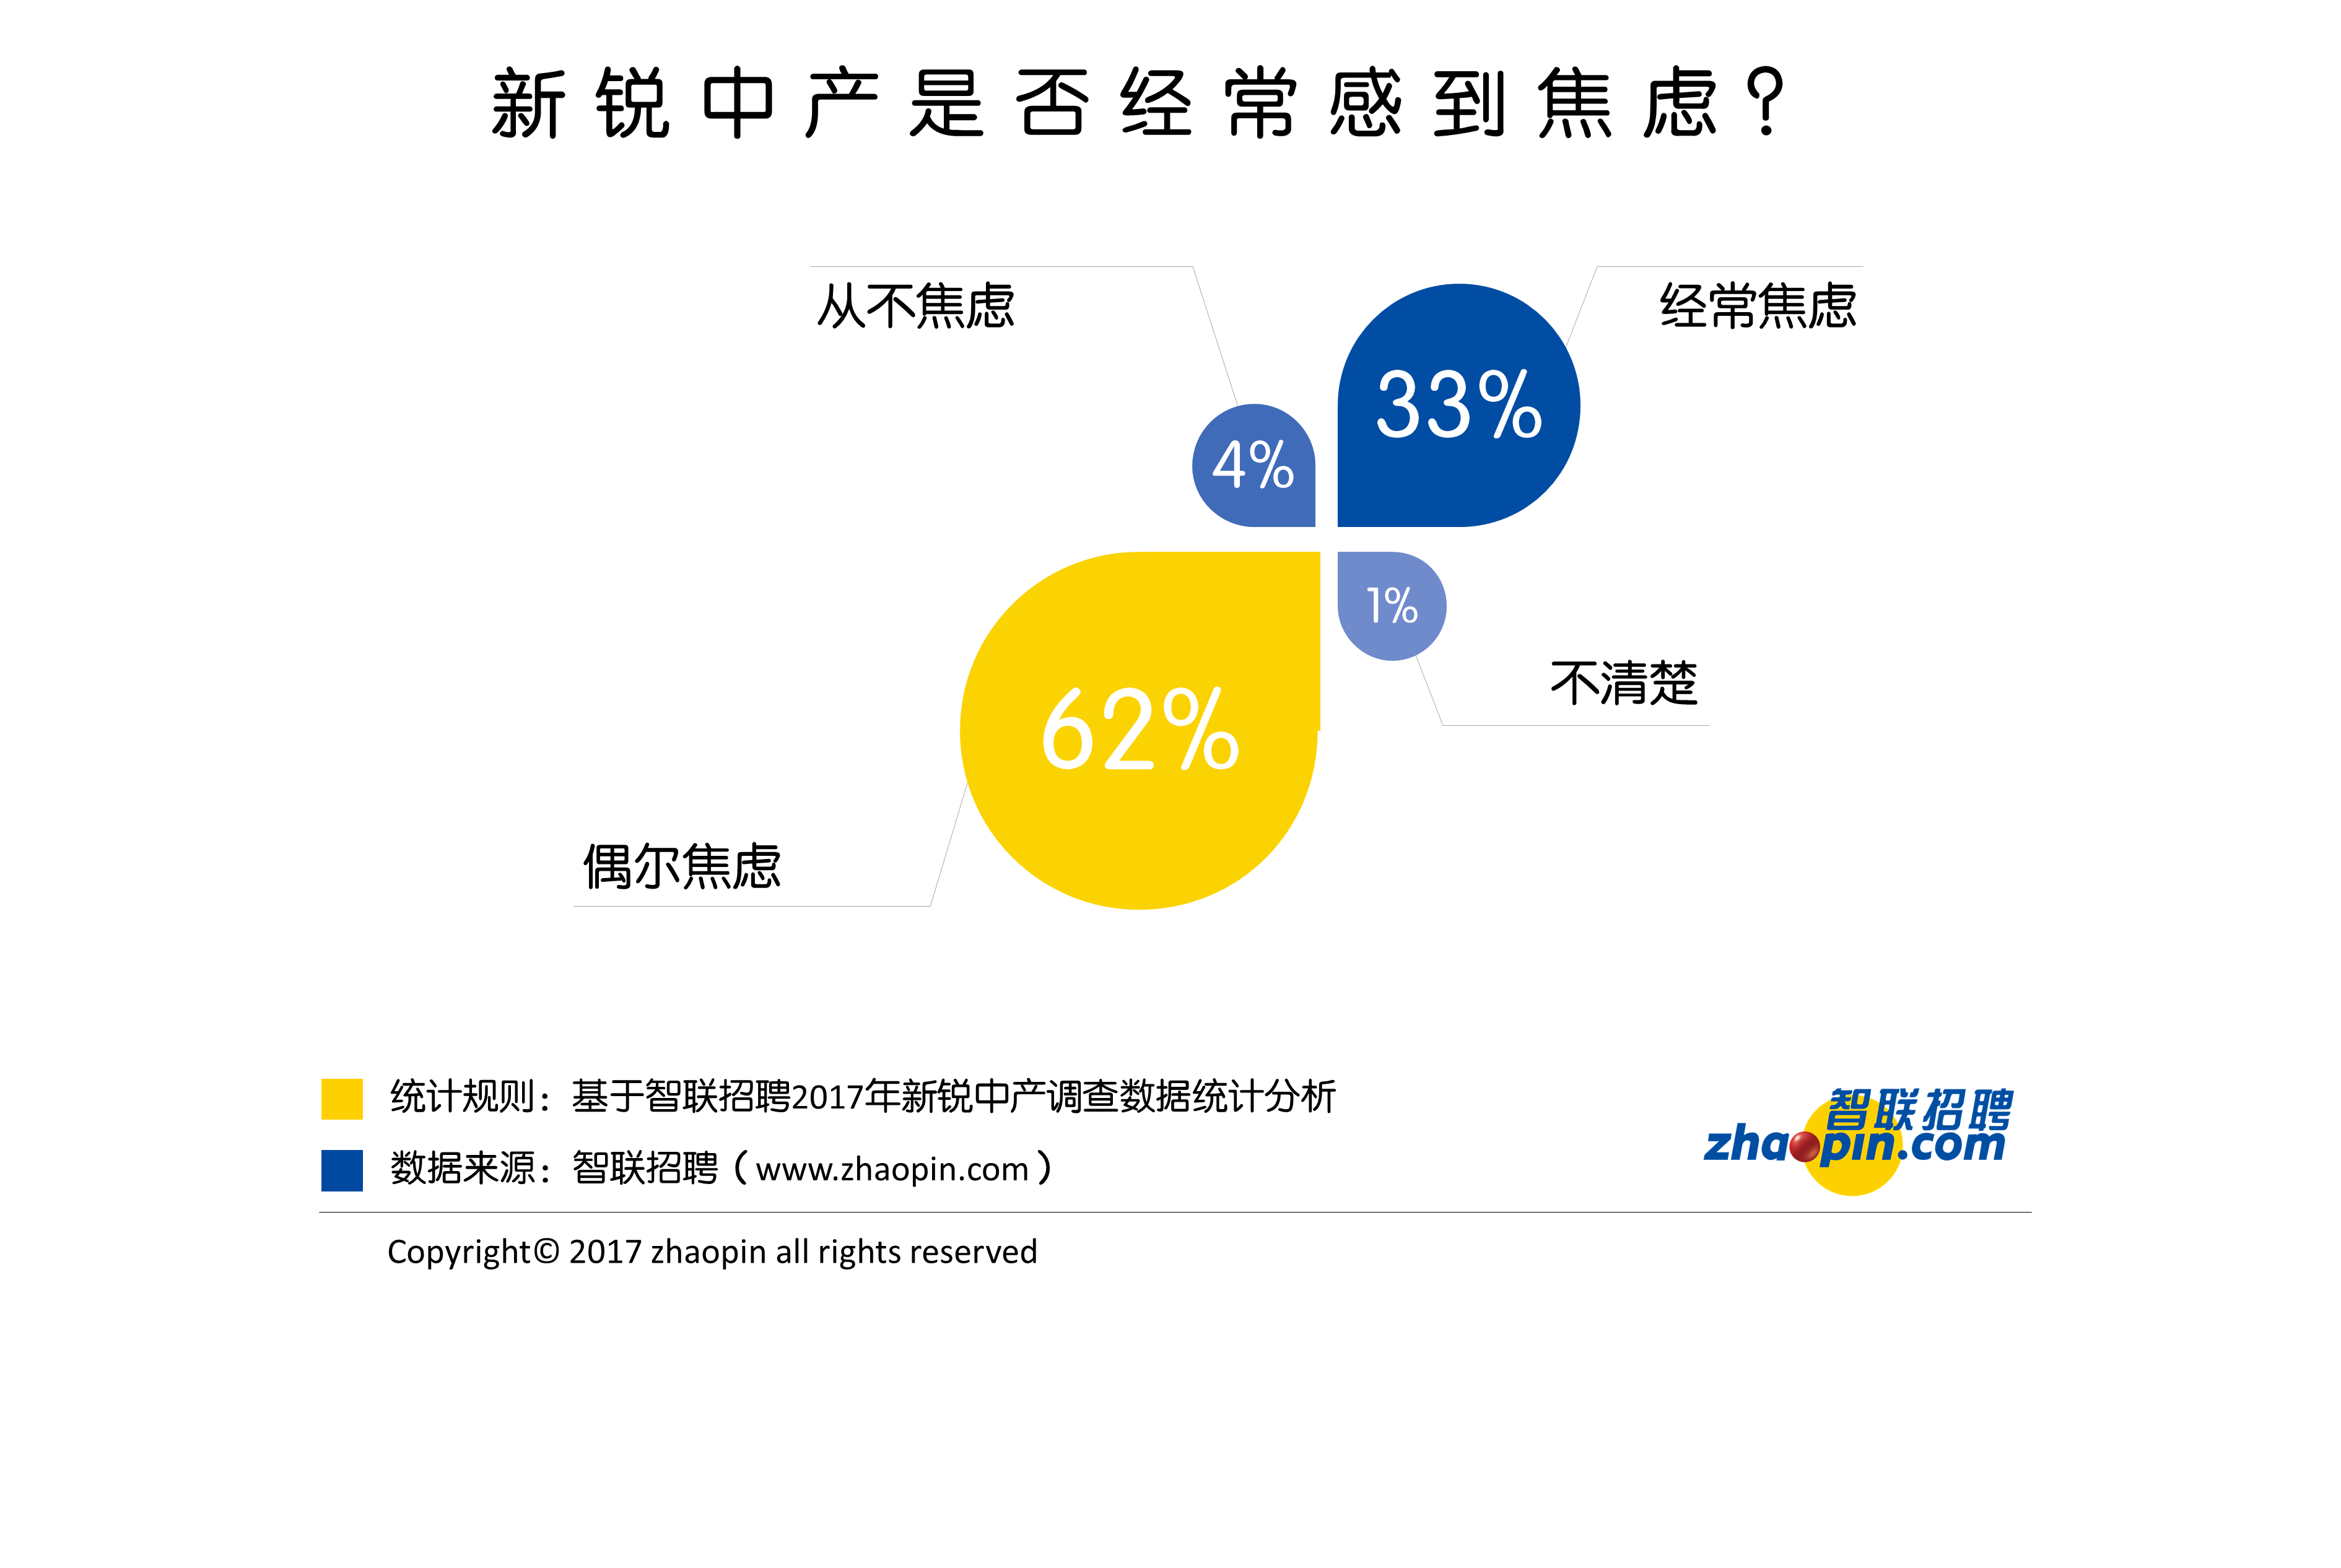 新锐中产是否经常感到焦虑？
从不焦虑
经常焦虑
33%
4%
1%
不清楚
62%
偶尔焦虑
统计规则：基于智联招聘2017年新锐中产调查数据统计分析
数据来源：智联招聘（www.zhaopin.com）
智联招聘
zhaopin.com
Copyright© 2017 zhaopin all rights reserved